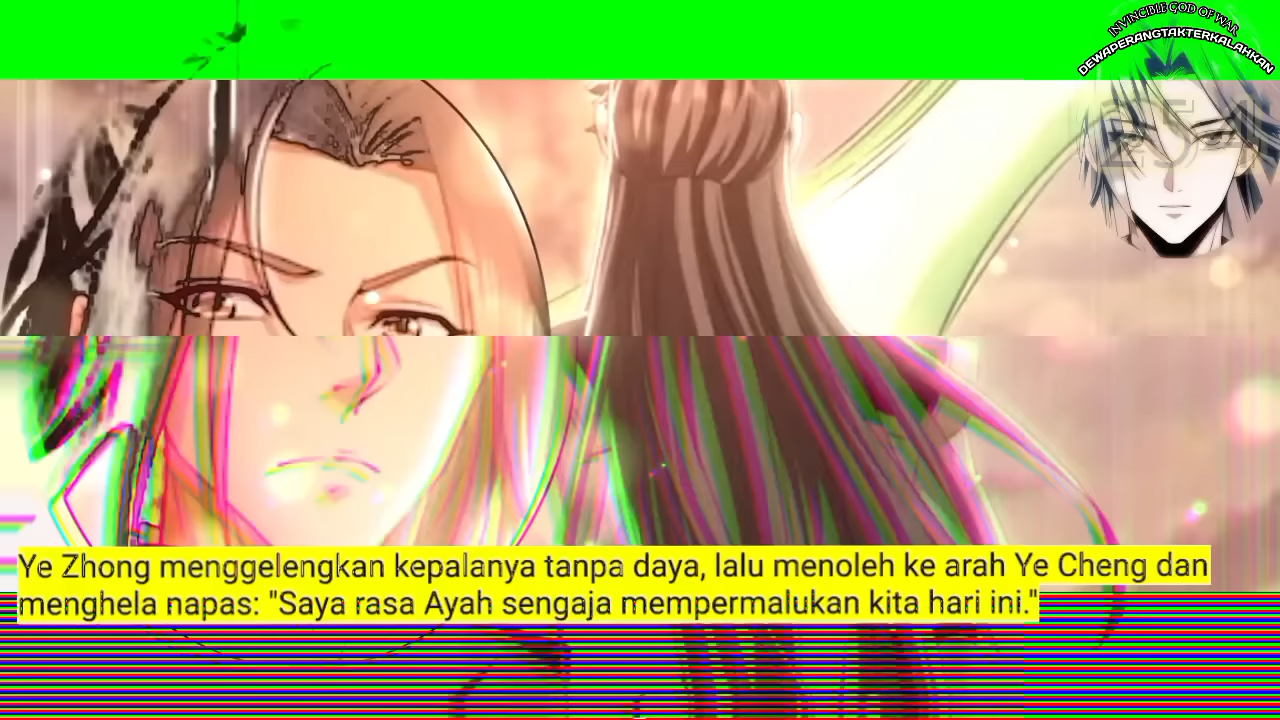 INVINCIBLE GOD OF WAR
DEWAPERANGTAKTERKALAHKAN
254
Ye Zhong menggelengkan kepalanya tanpa daya, lalu menoleh ke arah Ye Cheng dan
menghela napas: "Saya rasa Ayah sengaja mempermalukan kita hari ini."